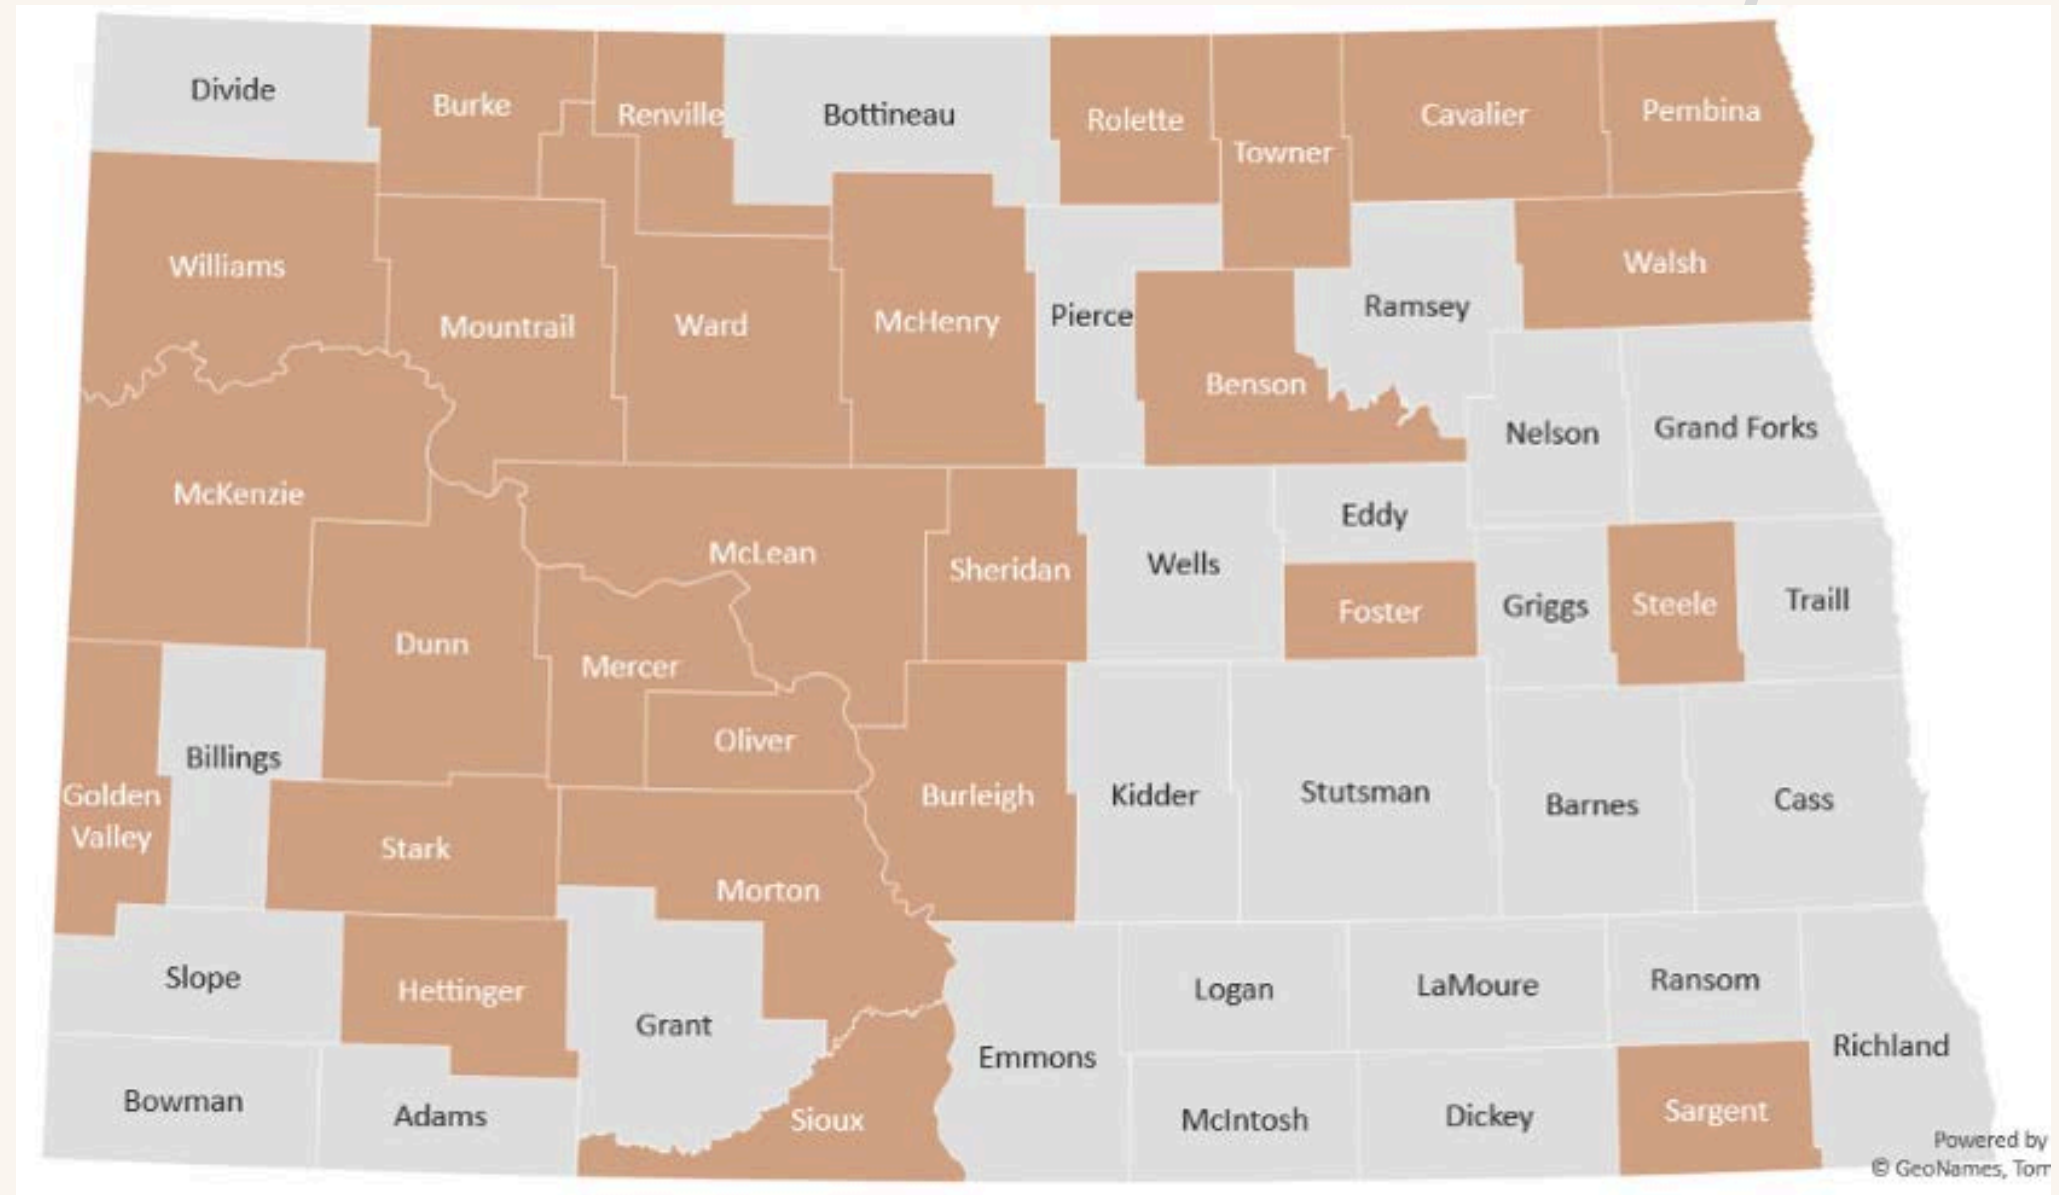 Divide
Burke
Renville
Bottineau
Rolette
Towner
Cavalier
Pembina
Williams
Mountrail
Ward
McHenry
Pierce
Benson
Ramsey
Walsh
Nelson
Grand Forks
McKenzie
Dunn
McLean
Mercer
Oliver
Sheridan
Wells
Eddy
Foster
Griggs
Steele
Traill
Golden
Valley
Billings
Stark
Morton
Burleigh
Kidder
Stutsman
Barnes
Cass
Slope
Hettinger
Grant
Emmons
Logan
LaMoure
Ransom
Richland
Bowman
Adams
Sioux
McIntosh
Dickey
Sargent
Powered by
© GeoNames, Tom